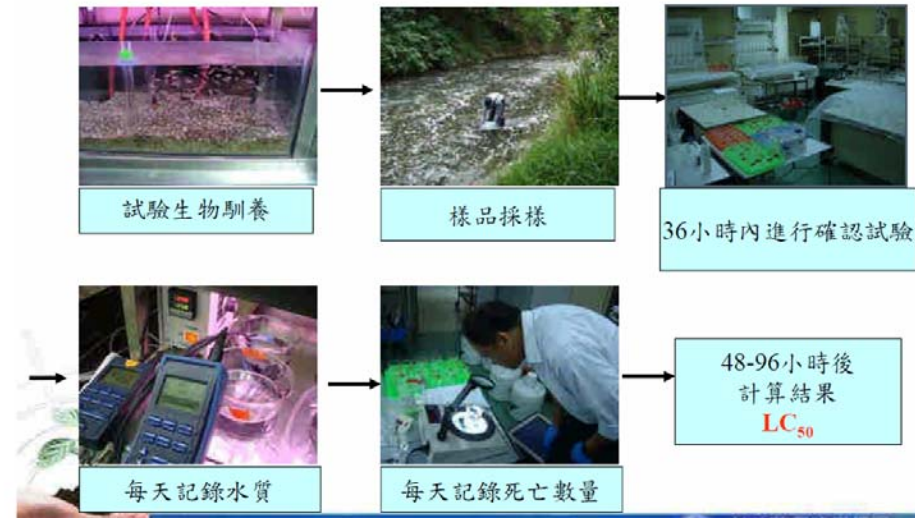 試驗生物馴養
樣品採樣
36小時內進行確認試驗
每天記錄水質
每天記錄死亡數量
48-96小時後
計算結果
LC₅₀